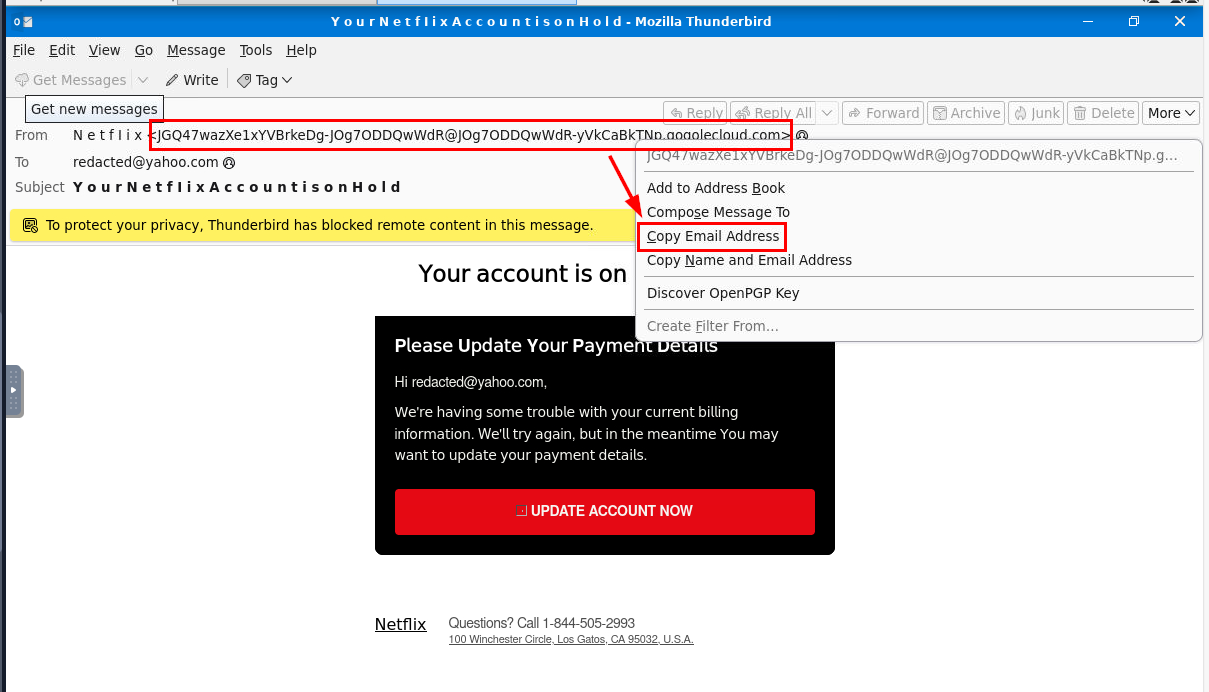 Y o u r N e t f l i x A c c o u n t i s o n H o l d - Mozilla Thunderbird
File Edit View Go Message Tools Help
Get Messages Write Tag
Get new messages
Reply Reply All Forward Archive Junk Delete More
From N e t f l i x <JGQ47wazXe1xYVBrkeDg-JOg7ODDQwWdR@JOg7ODDQwWdR-yVkCaBkTNp.gogolecloud.com>
JGQ47wazXe1xYVBrkeDg-JOg7ODDQwWdR@JOg7ODDQwWdR-yVkCaBkTNp.g...
To redacted@yahoo.com
Subject Y o u r N e t f l i x A c c o u n t i s o n H o l d
Add to Address Book
Compose Message To
Copy Email Address
Copy Name and Email Address
Discover OpenPGP Key
Create Filter From...
To protect your privacy, Thunderbird has blocked remote content in this message.
Your account is on
Please Update Your Payment Details
Hi redacted@yahoo.com,
We're having some trouble with your current billing
information. We'll try again, but in the meantime You may
want to update your payment details.
UPDATE ACCOUNT NOW
Netflix Questions? Call 1-844-505-2993
100 Winchester Circle, Los Gatos, CA 95032, U.S.A.